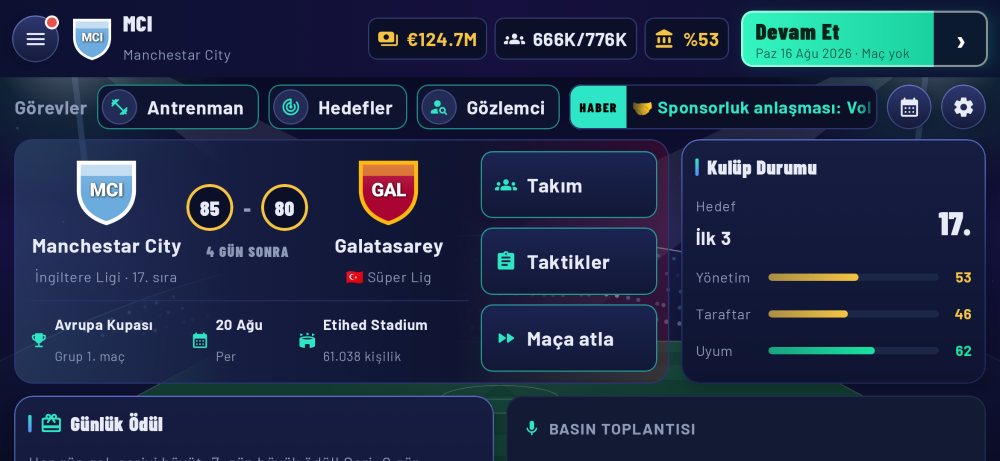 MCI
MCI
Manchestar City
€124.7M
666K/776K
%53
Devam Et
Paz 16 Ağu 2026 · Maç yok
›
Görevler
Antrenman
Hedefler
Gözlemci
HABER
Sponsorluk anlaşması: Vol
MCI
85 - 80
GAL
Manchestar City
4 GÜN SONRA
Galatasarey
İngiltere Ligi · 17. sıra
Süper Lig
Avrupa Kupası
Grup 1. maç
20 Ağu
Per
Etihed Stadium
61.038 kişilik
Takım
Taktikler
Maça atla
Kulüp Durumu
Hedef
İlk 3
17.
Yönetim 53
Taraftar 46
Uyum 62
Günlük Ödül
BASIN TOPLANTISI